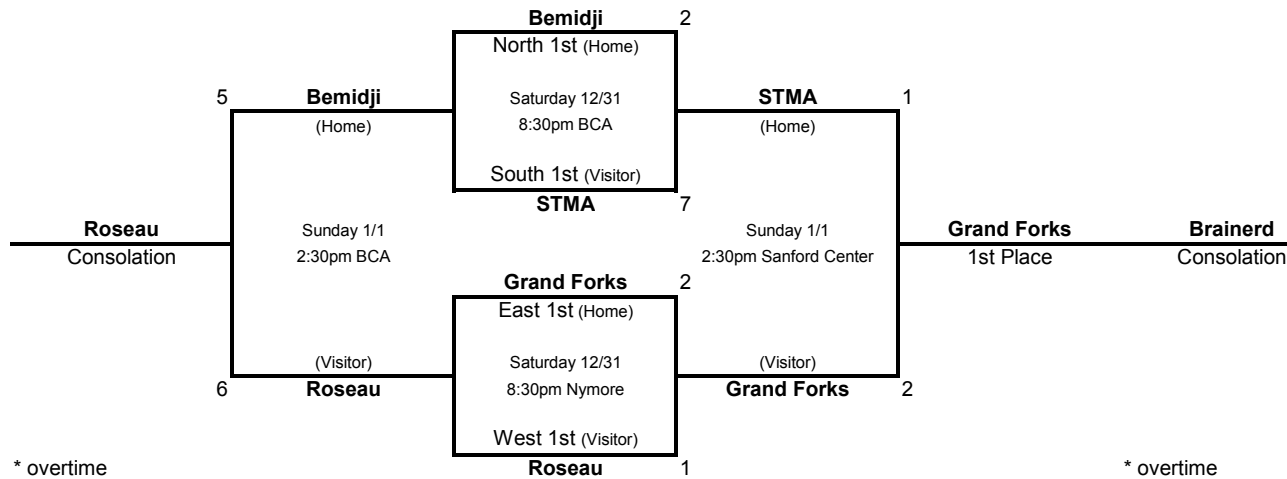 Bemidji 2
North 1st (Home)
5 Bemidji Saturday 12/31 STMA 1
(Home) 8:30pm BCA (Home)
South 1st (Visitor)
STMA 7
Roseau Sunday 1/1 Sunday 1/1 Grand Forks Brainerd
Consolation 2:30pm BCA 2:30pm Sanford Center 1st Place Consolation
Grand Forks 2
East 1st (Home)
(Visitor) Saturday 12/31 (Visitor)
6 Roseau 8:30pm Nymore Grand Forks 2
West 1st (Visitor)
* overtime Roseau 1 * overtime